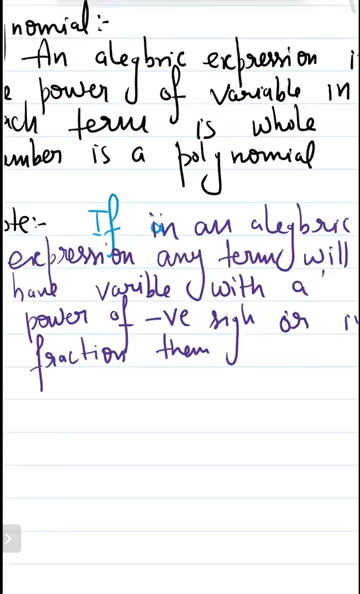 nomial:-
An alegbric expression i
e power of variable in
ach term is whole
umber is a polynomial
ote:- If in an alegbric
expression any term will
have varible with a
power of -ve sigh or i
fraction them